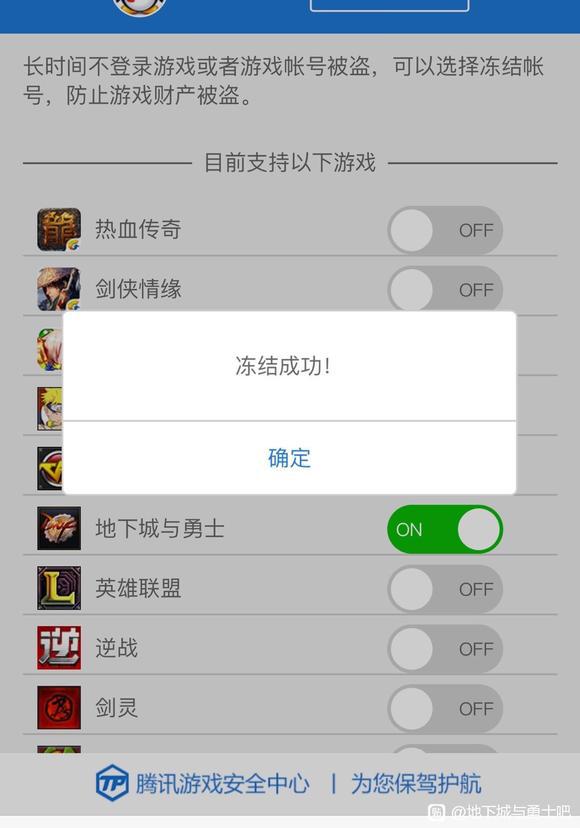 长时间不登录游戏或者游戏帐号被盗，可以选择冻结帐
号，防止游戏财产被盗。
目前支持以下游戏
热血传奇 OFF
剑侠情缘 OFF
冻结成功！
确定
地下城与勇士 ON
英雄联盟 OFF
逆战 OFF
剑灵 OFF
TP 腾讯游戏安全中心 | 为您保驾护航
贴 @地下城与勇士吧